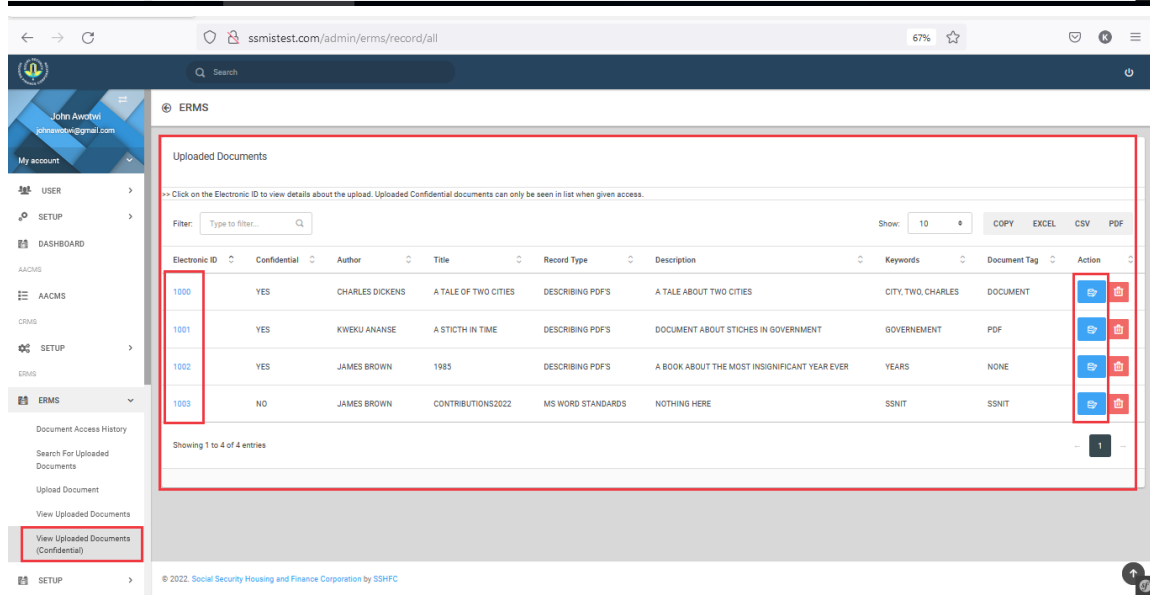 ssmistest.com/admin/erms/record/all
67%
K
Search
John Awotwi
johnawotwi@gmail.com
My account
USER
SETUP
DASHBOARD
AACMS
AACMS
CRMS
SETUP
ERMS
ERMS
Document Access History
Search For Uploaded
Documents
Upload Document
View Uploaded Documents
View Uploaded Documents
(Confidential)
SETUP
ERMS
Uploaded Documents
>> Click on the Electronic ID to view details about the upload. Uploaded Confidential documents can only be seen in list when given access.
Filter: Type to filter... Show: 10 COPY EXCEL CSV PDF
Electronic ID Confidential Author Title Record Type Description Keywords Document Tag Action
1000 YES CHARLES DICKENS A TALE OF TWO CITIES DESCRIBING PDF'S A TALE ABOUT TWO CITIES CITY, TWO, CHARLES DOCUMENT
1001 YES KWEKU ANANSE A STICTH IN TIME DESCRIBING PDF'S DOCUMENT ABOUT STICHES IN GOVERNMENT GOVERNEMENT PDF
1002 YES JAMES BROWN 1985 DESCRIBING PDF'S A BOOK ABOUT THE MOST INSIGNIFICANT YEAR EVER YEARS NONE
1003 NO JAMES BROWN CONTRIBUTIONS2022 MS WORD STANDARDS NOTHING HERE SSNIT SSNIT
Showing 1 to 4 of 4 entries
1
© 2022. Social Security Housing and Finance Corporation by SSHFC